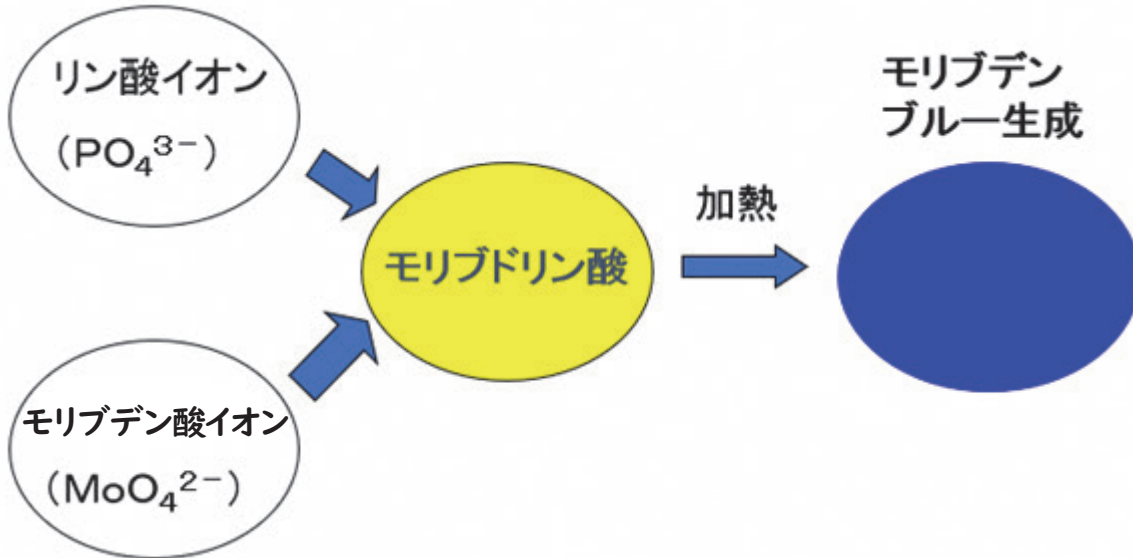 リン酸イオン
（PO₄³⁻）
モリブデン酸イオン
（MoO₄²⁻）
モリブドリン酸
加熱
モリブデン
ブルー生成